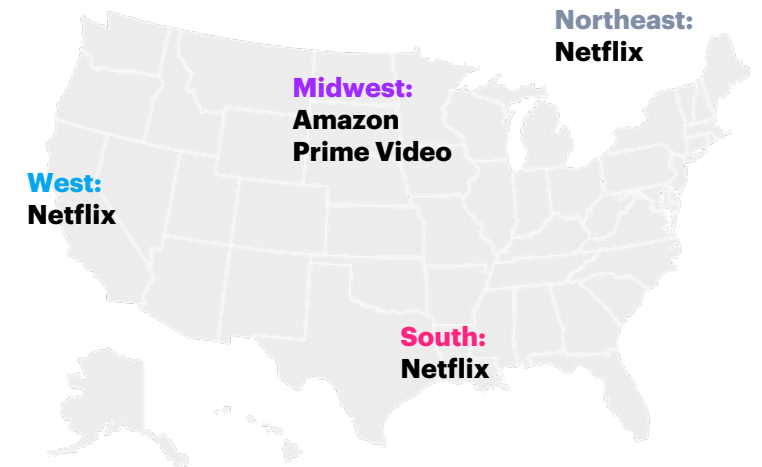 Northeast:
Netflix
Midwest:
Amazon
Prime Video
West:
Netflix
South:
Netflix